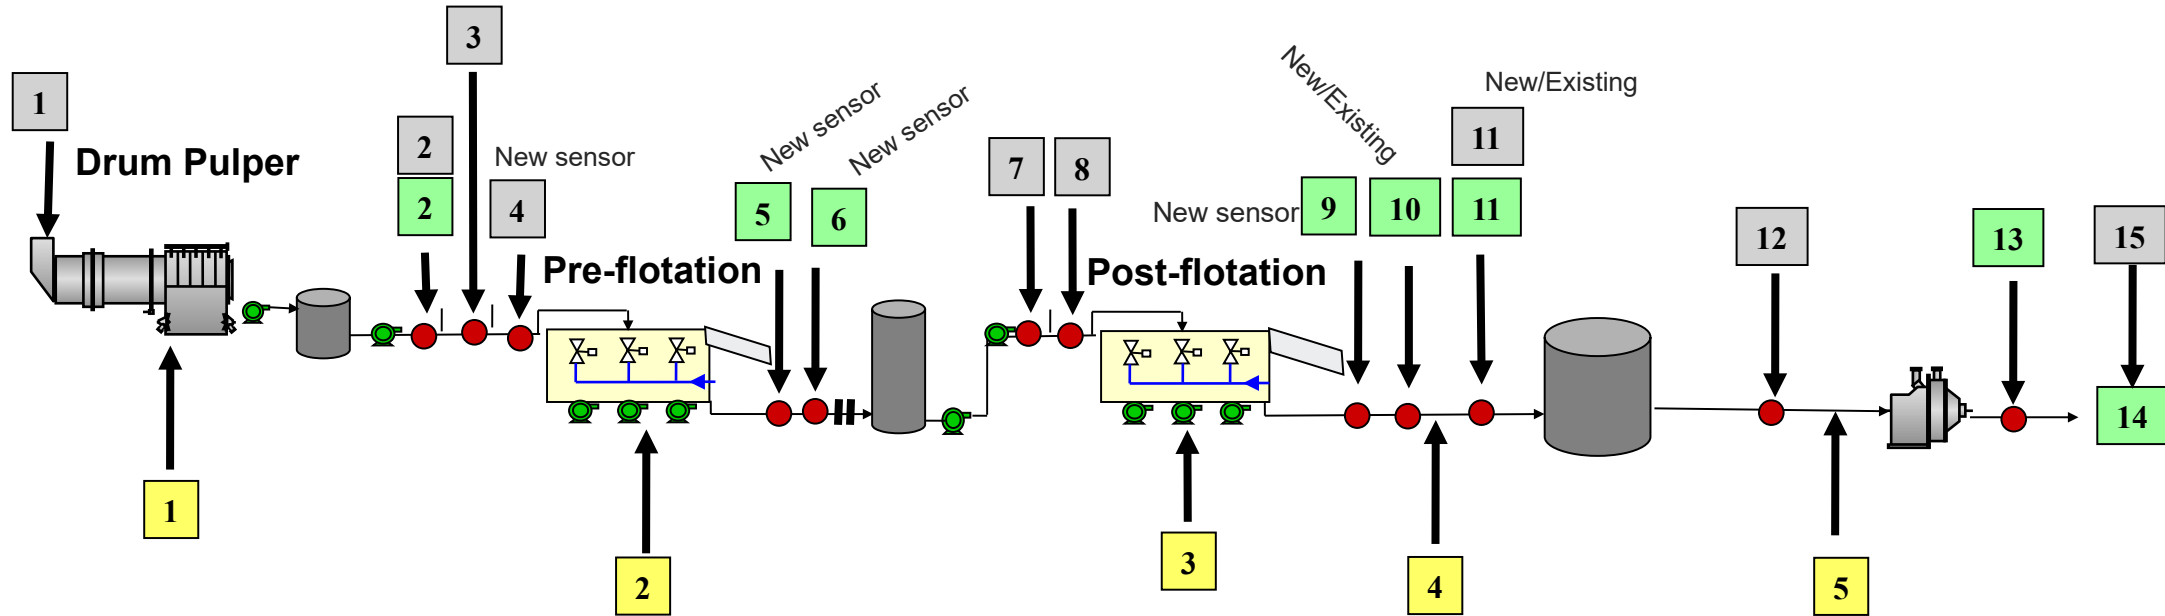 3
1
New/Existing
New sensor
New sensor
New/Existing
2
11
Drum Pulper
New sensor
7
8
2
4
5
6
New sensor
9
10
11
12
13
15
Pre-flotation
Post-flotation
14
1
2
3
4
5